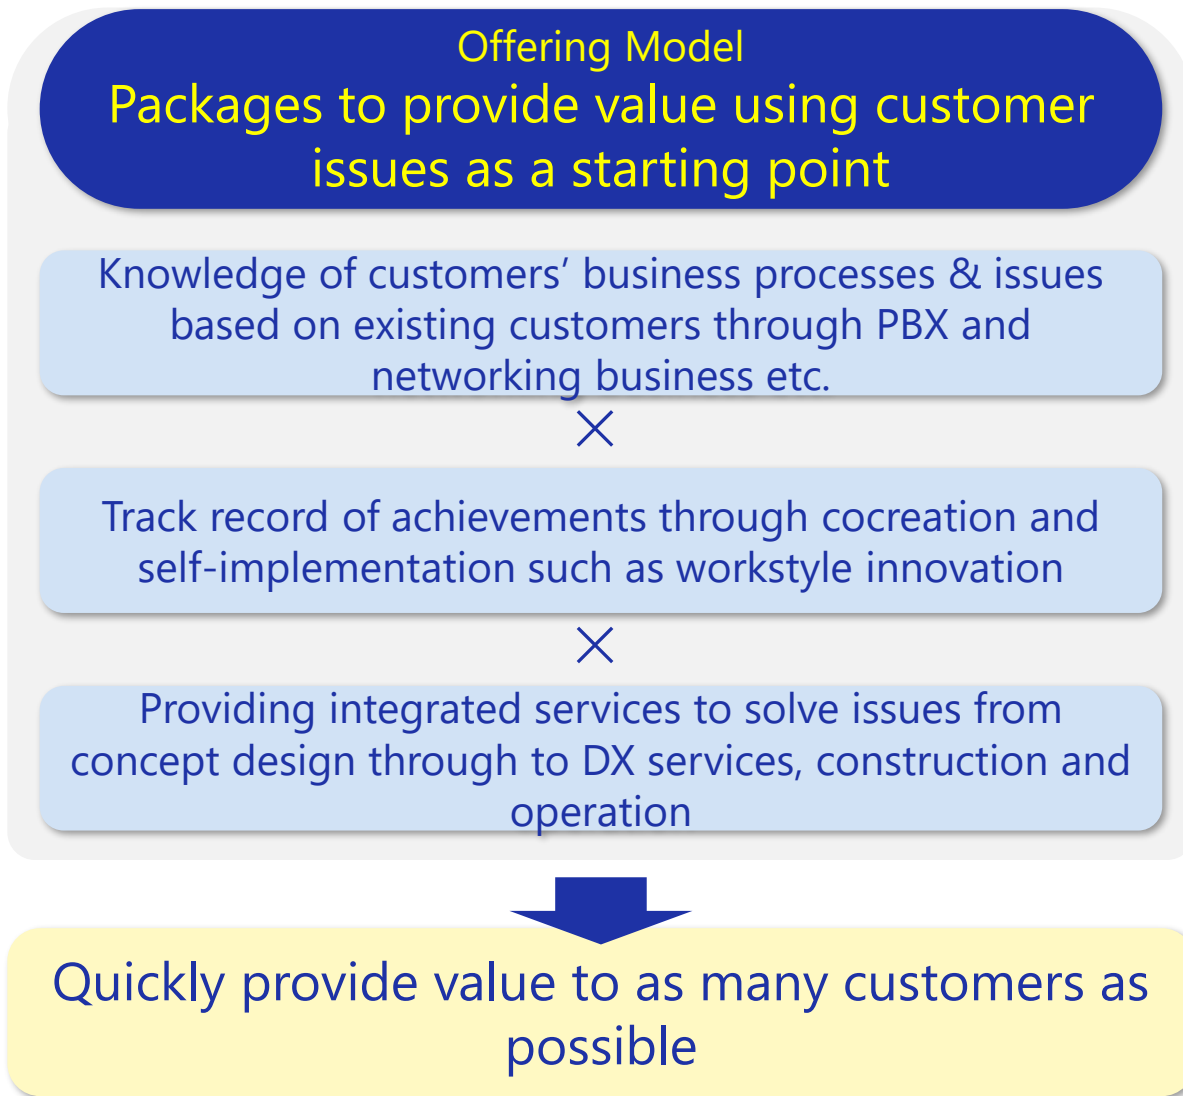 Offering Model
Packages to provide value using customer
issues as a starting point
Knowledge of customers’ business processes & issues
based on existing customers through PBX and
networking business etc.
×
Track record of achievements through cocreation and
self-implementation such as workstyle innovation
×
Providing integrated services to solve issues from
concept design through to DX services, construction and
operation
Quickly provide value to as many customers as
possible